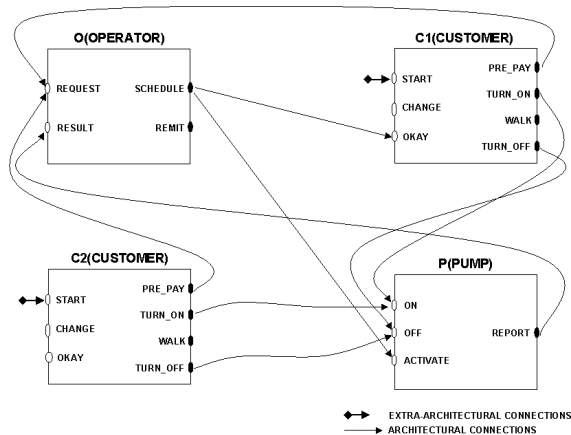 O(OPERATOR)
REQUEST
SCHEDULE
RESULT
REMIT
C1(CUSTOMER)
PRE_PAY
START
TURN_ON
CHANGE
WALK
OKAY
TURN_OFF
C2(CUSTOMER)
PRE_PAY
START
TURN_ON
CHANGE
WALK
OKAY
TURN_OFF
P(PUMP)
ON
OFF
REPORT
ACTIVATE
EXTRA-ARCHITECTURAL CONNECTIONS
ARCHITECTURAL CONNECTIONS